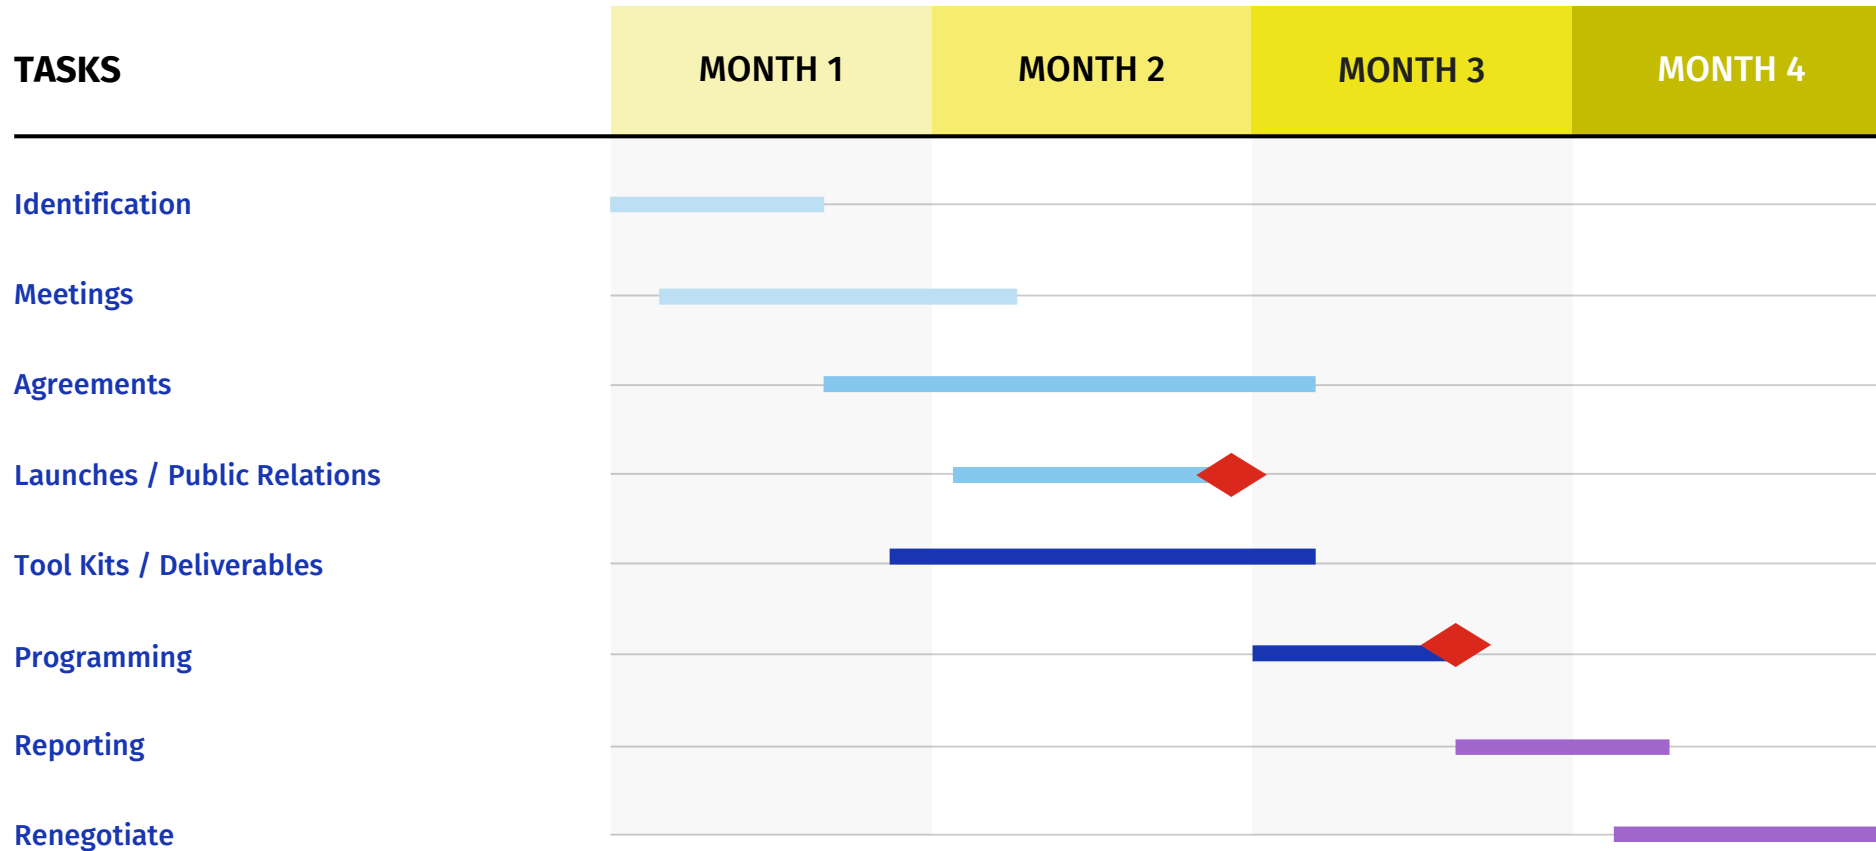 TASKS
MONTH 1
MONTH 2
MONTH 3
MONTH 4
Identification
Meetings
Agreements
Launches / Public Relations
Tool Kits / Deliverables
Programming
Reporting
Renegotiate